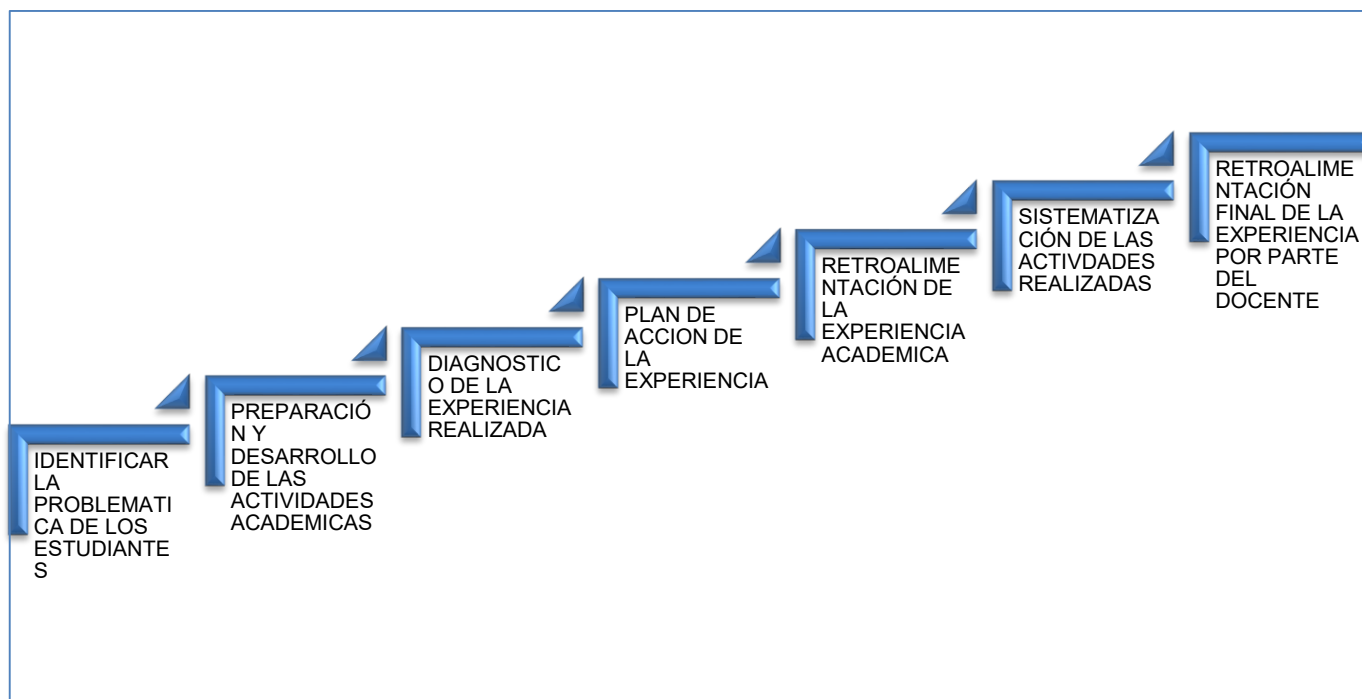 IDENTIFICAR
LA
PROBLEMATI
CA DE LOS
ESTUDIANTE
S
PREPARACIÓ
N Y
DESARROLLO
DE LAS
ACTIVIDADES
ACADEMICAS
DIAGNOSTIC
O DE LA
EXPERIENCIA
REALIZADA
PLAN DE
ACCION DE
LA
EXPERIENCIA
RETROALIME
NTACIÓN DE
LA
EXPERIENCIA
ACADEMICA
SISTEMATIZA
CIÓN DE LAS
ACTIVDADES
REALIZADAS
RETROALIME
NTACIÓN
FINAL DE LA
EXPERIENCIA
POR PARTE
DEL
DOCENTE